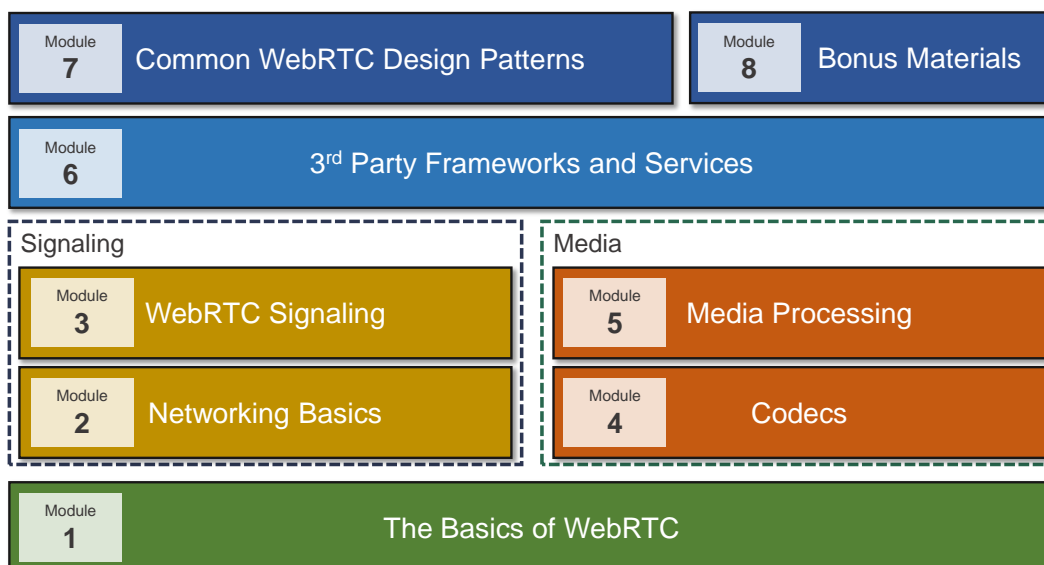 Module
7
Common WebRTC Design Patterns
Module
8
Bonus Materials
Module
6
3rd Party Frameworks and Services
Signaling
Module
3
WebRTC Signaling
Module
2
Networking Basics
Media
Module
5
Media Processing
Module
4
Codecs
Module
1
The Basics of WebRTC